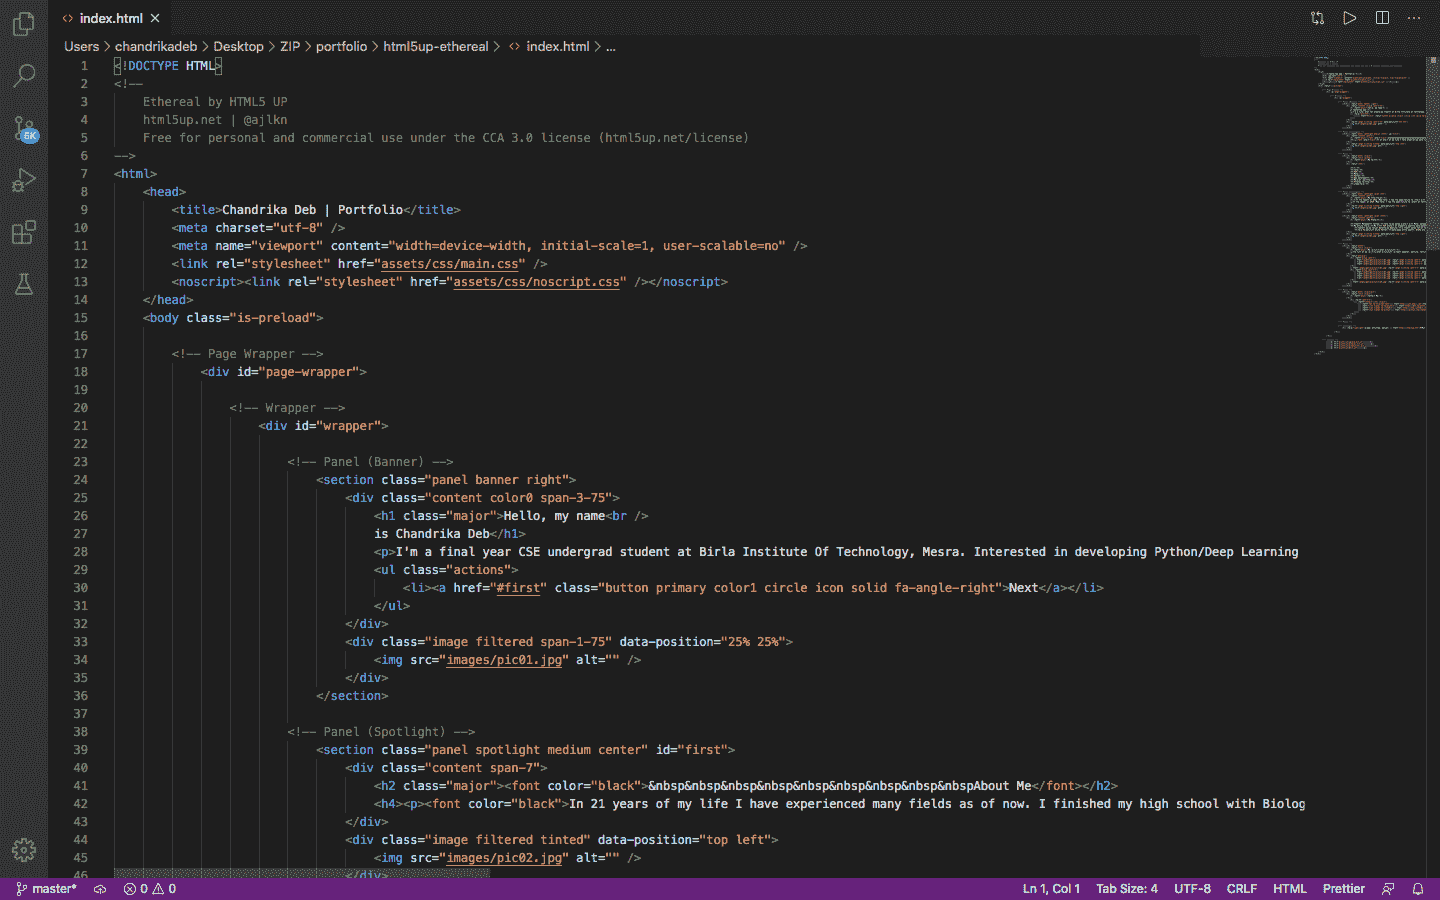 index.html
Users > chandrikadeb > Desktop > ZIP > portfolio > html5up-ethereal > index.html > ...
1 <!DOCTYPE HTML>
2 <!--
3 Ethereal by HTML5 UP
4 html5up.net | @ajlkn
5 Free for personal and commercial use under the CCA 3.0 license (html5up.net/license)
6 -->
7 <html>
8 <head>
9 <title>Chandrika Deb | Portfolio</title>
10 <meta charset="utf-8" />
11 <meta name="viewport" content="width=device-width, initial-scale=1, user-scalable=no" />
12 <link rel="stylesheet" href="assets/css/main.css" />
13 <noscript><link rel="stylesheet" href="assets/css/noscript.css" /></noscript>
14 </head>
15 <body class="is-preload">
16
17 <!-- Page Wrapper -->
18 <div id="page-wrapper">
19
20 <!-- Wrapper -->
21 <div id="wrapper">
22
23 <!-- Panel (Banner) -->
24 <section class="panel banner right">
25 <div class="content color0 span-3-75">
26 <h1 class="major">Hello, my name<br />
27 is Chandrika Deb</h1>
28 <p>I'm a final year CSE undergrad student at Birla Institute Of Technology, Mesra. Interested in developing Python/Deep Learning
29 <ul class="actions">
30 <li><a href="#first" class="button primary color1 circle icon solid fa-angle-right">Next</a></li>
31 </ul>
32 </div>
33 <div class="image filtered span-1-75" data-position="25% 25%">
34 <img src="images/pic01.jpg" alt="" />
35 </div>
36 </section>
37
38 <!-- Panel (Spotlight) -->
39 <section class="panel spotlight medium center" id="first">
40 <div class="content span-7">
41 <h2 class="major"><font color="black">&nbsp&nbsp&nbsp&nbsp&nbsp&nbsp&nbsp&nbsp&nbspAbout Me</font></h2>
42 <h4><p><font color="black">In 21 years of my life I have experienced many fields as of now. I finished my high school with Biolog
43 </div>
44 <div class="image filtered tinted" data-position="top left">
45 <img src="images/pic02.jpg" alt="" />
46 </div>
6K
master* 0 0 Ln 1, Col 1 Tab Size: 4 UTF-8 CRLF HTML Prettier